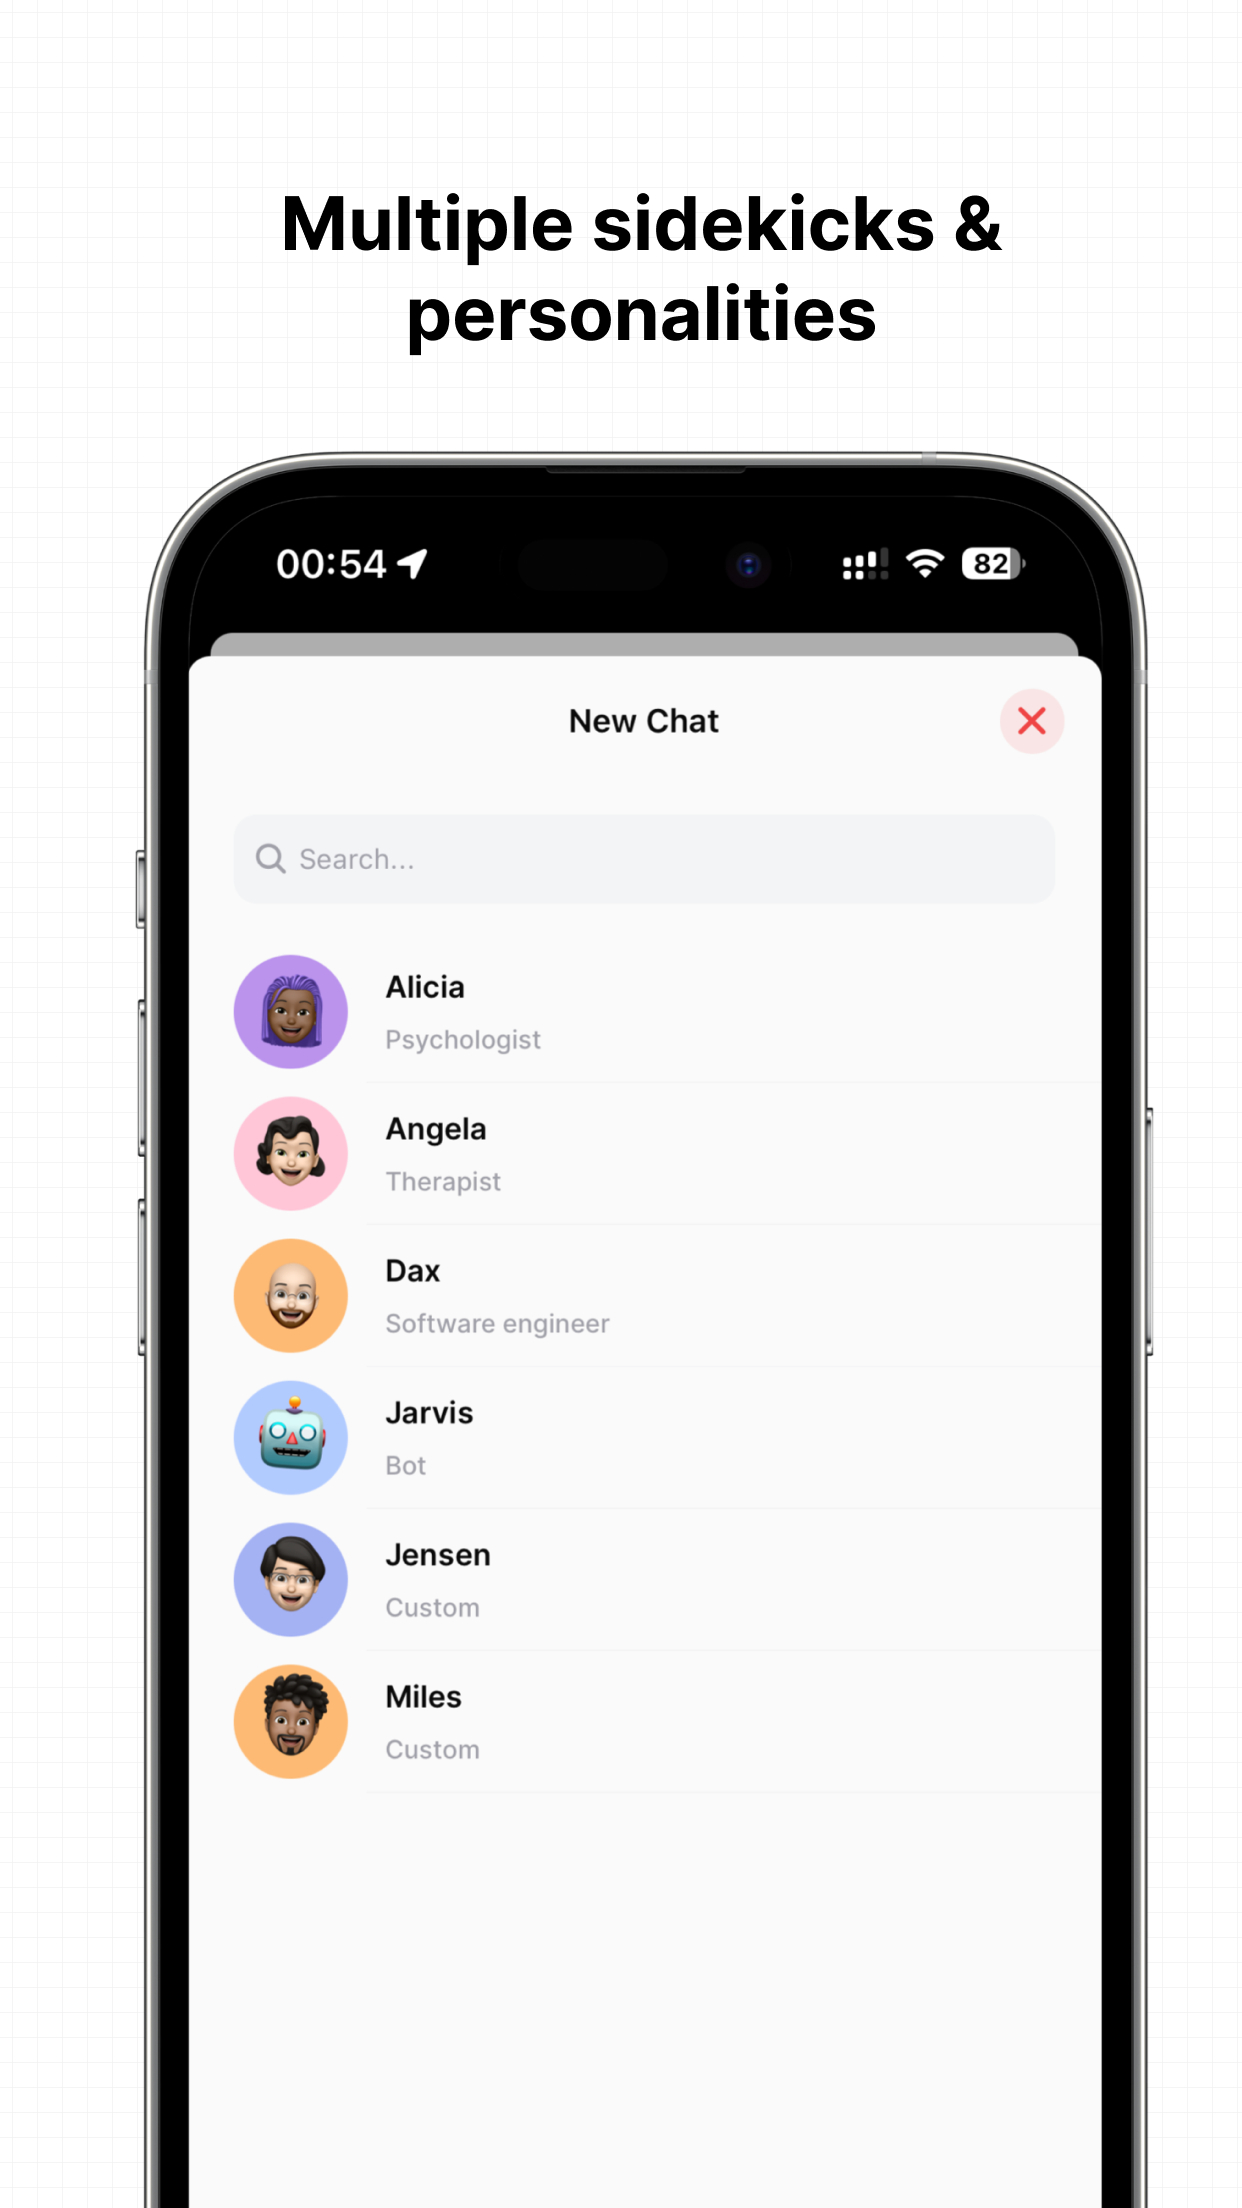 Multiple sidekicks &
personalities
00:54
82
New Chat
Search...
Alicia
Psychologist
Angela
Therapist
Dax
Software engineer
Jarvis
Bot
Jensen
Custom
Miles
Custom